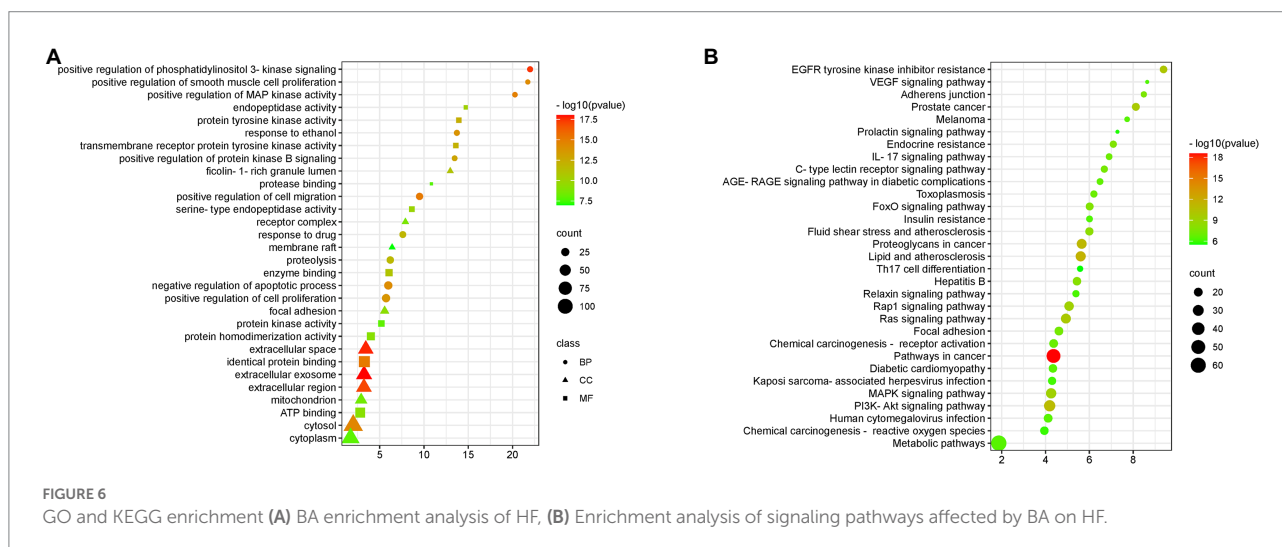 A
positive regulation of phosphatidylinositol 3- kinase signaling
positive regulation of smooth muscle cell proliferation
positive regulation of MAP kinase activity
endopeptidase activity
protein tyrosine kinase activity
response to ethanol
transmembrane receptor protein tyrosine kinase activity
positive regulation of protein kinase B signaling
ficolin- 1- rich granule lumen
protease binding
positive regulation of cell migration
serine- type endopeptidase activity
receptor complex
response to drug
membrane raft
proteolysis
enzyme binding
negative regulation of apoptotic process
positive regulation of cell proliferation
focal adhesion
protein kinase activity
protein homodimerization activity
extracellular space
identical protein binding
extracellular exosome
extracellular region
mitochondrion
ATP binding
cytosol
cytoplasm
5 10 15 20
- log10(pvalue)
17.5
15.0
12.5
10.0
7.5
count
25
50
75
100
class
BP
CC
MF
B
EGFR tyrosine kinase inhibitor resistance
VEGF signaling pathway
Adherens junction
Prostate cancer
Melanoma
Prolactin signaling pathway
Endocrine resistance
IL- 17 signaling pathway
C- type lectin receptor signaling pathway
AGE- RAGE signaling pathway in diabetic complications
Toxoplasmosis
FoxO signaling pathway
Insulin resistance
Fluid shear stress and atherosclerosis
Proteoglycans in cancer
Lipid and atherosclerosis
Th17 cell differentiation
Hepatitis B
Relaxin signaling pathway
Rap1 signaling pathway
Ras signaling pathway
Focal adhesion
Chemical carcinogenesis - receptor activation
Pathways in cancer
Diabetic cardiomyopathy
Kaposi sarcoma- associated herpesvirus infection
MAPK signaling pathway
PI3K- Akt signaling pathway
Human cytomegalovirus infection
Chemical carcinogenesis - reactive oxygen species
Metabolic pathways
2 4 6 8
- log10(pvalue)
18
15
12
9
6
count
20
30
40
50
60
FIGURE 6
GO and KEGG enrichment (A) BA enrichment analysis of HF, (B) Enrichment analysis of signaling pathways affected by BA on HF.